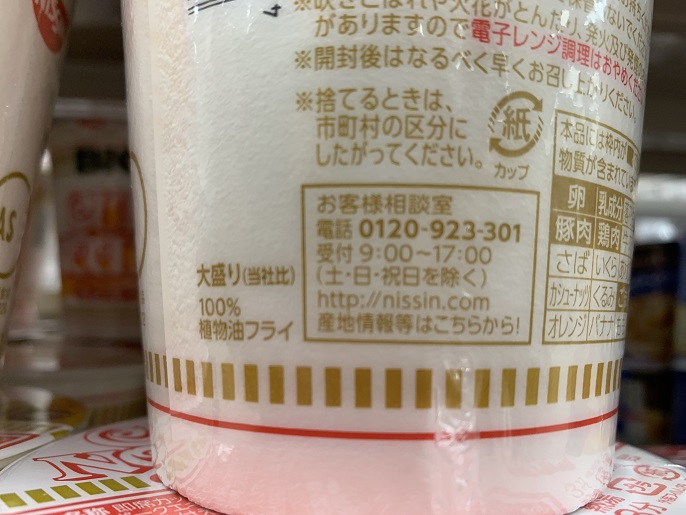 がありますので電子レンジ調理はおやめください
※開封後はなるべく早くお召し上がりください。
※捨てるときは、
市町村の区分に
したがってください。
紙
カップ
本品には枠内が
物質が含まれてい
卵 乳成分
豚肉 鶏肉
さば いくら
カシューナッツ くるみ
オレンジ バナナ
お客様相談室
電話 0120-923-301
受付 9:00〜17:00
(土・日・祝日を除く)
http://nissin.com
産地情報等はこちらから!
大盛り(当社比)
100%
植物油フライ
BIG